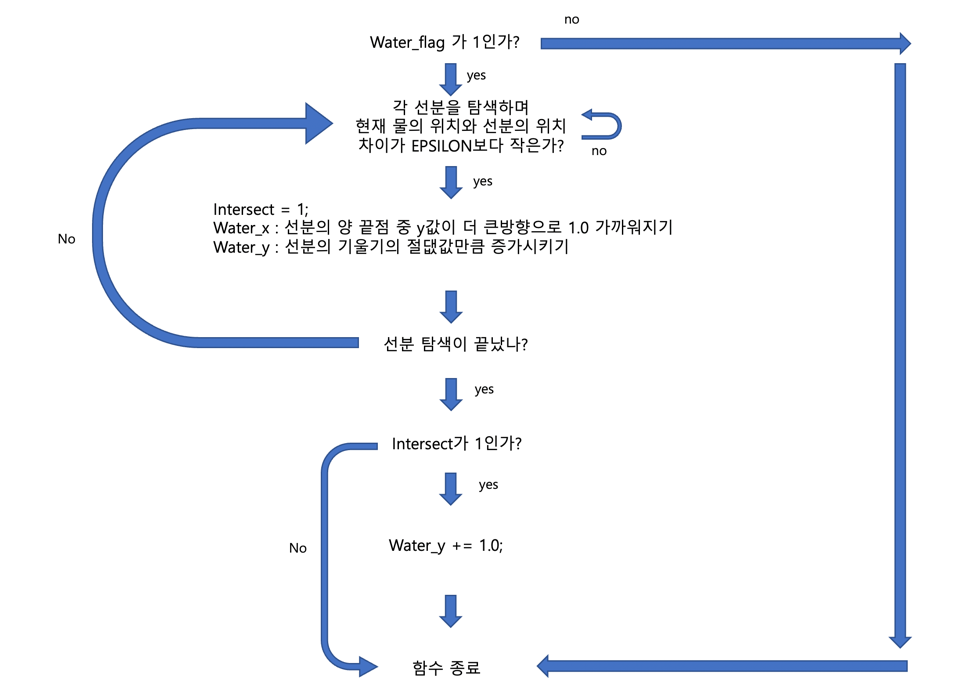 no
Water_flag 가 1인가?
yes
각 선분을 탐색하며
현재 물의 위치와 선분의 위치
차이가 EPSILON보다 작은가?
no
yes
Intersect = 1;
Water_x : 선분의 양 끝점 중 y값이 더 큰방향으로 1.0 가까워지기
Water_y : 선분의 기울기의 절댓값만큼 증가시키기
No
선분 탐색이 끝났나?
yes
Intersect가 1인가?
yes
No
Water_y += 1.0;
함수 종료